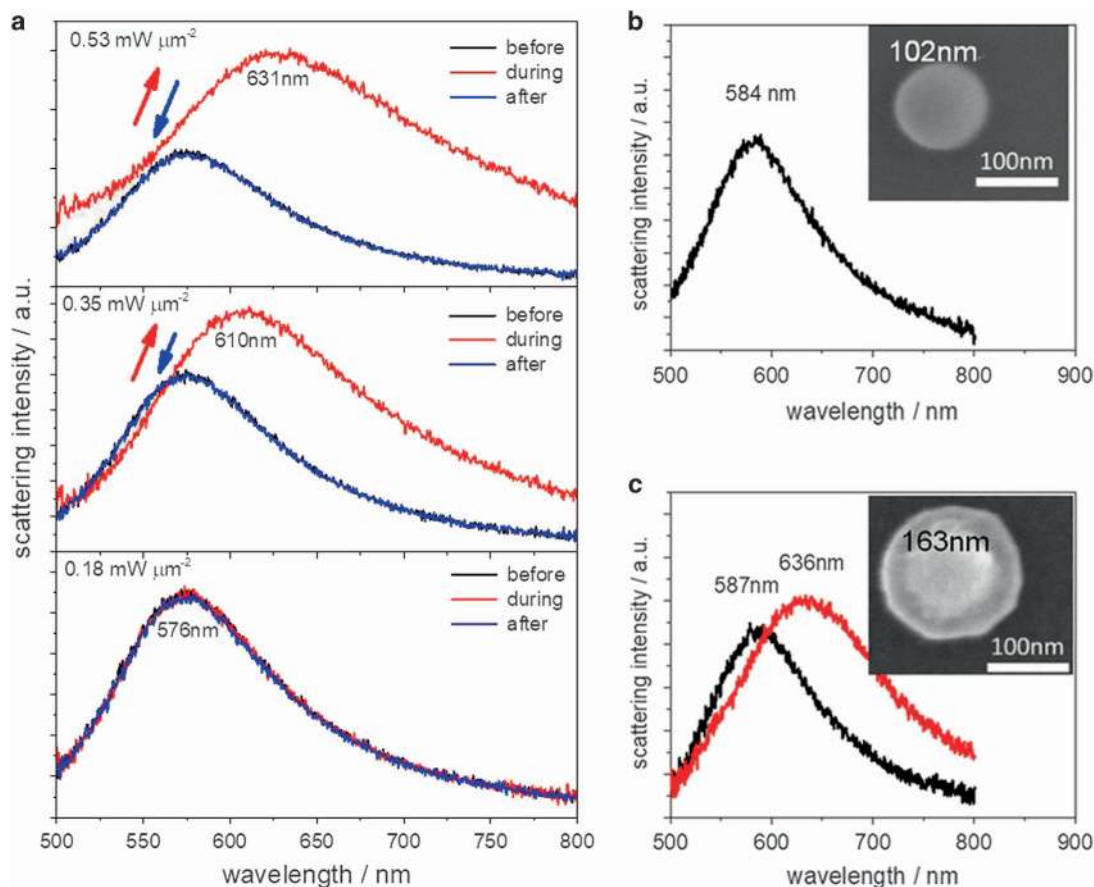 a
0.53 mW μm-2
before
during
after
631nm
0.35 mW μm-2
before
during
after
610nm
0.18 mW μm-2
before
during
after
576nm
scattering intensity / a.u.
500 550 600 650 700 750 800
wavelength / nm
b
102nm
100nm
584 nm
scattering intensity / a.u.
500 600 700 800 900
wavelength / nm
c
163nm
100nm
587nm
636nm
scattering intensity / a.u.
500 600 700 800 900
wavelength / nm